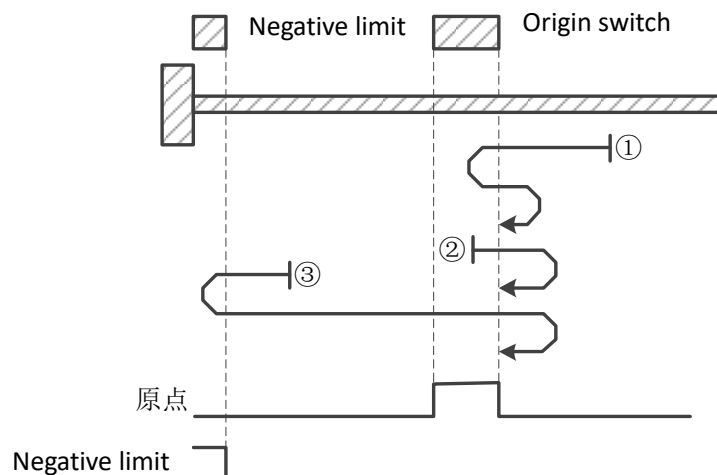 Negative limit
Origin switch
①
②
③
原点
Negative limit